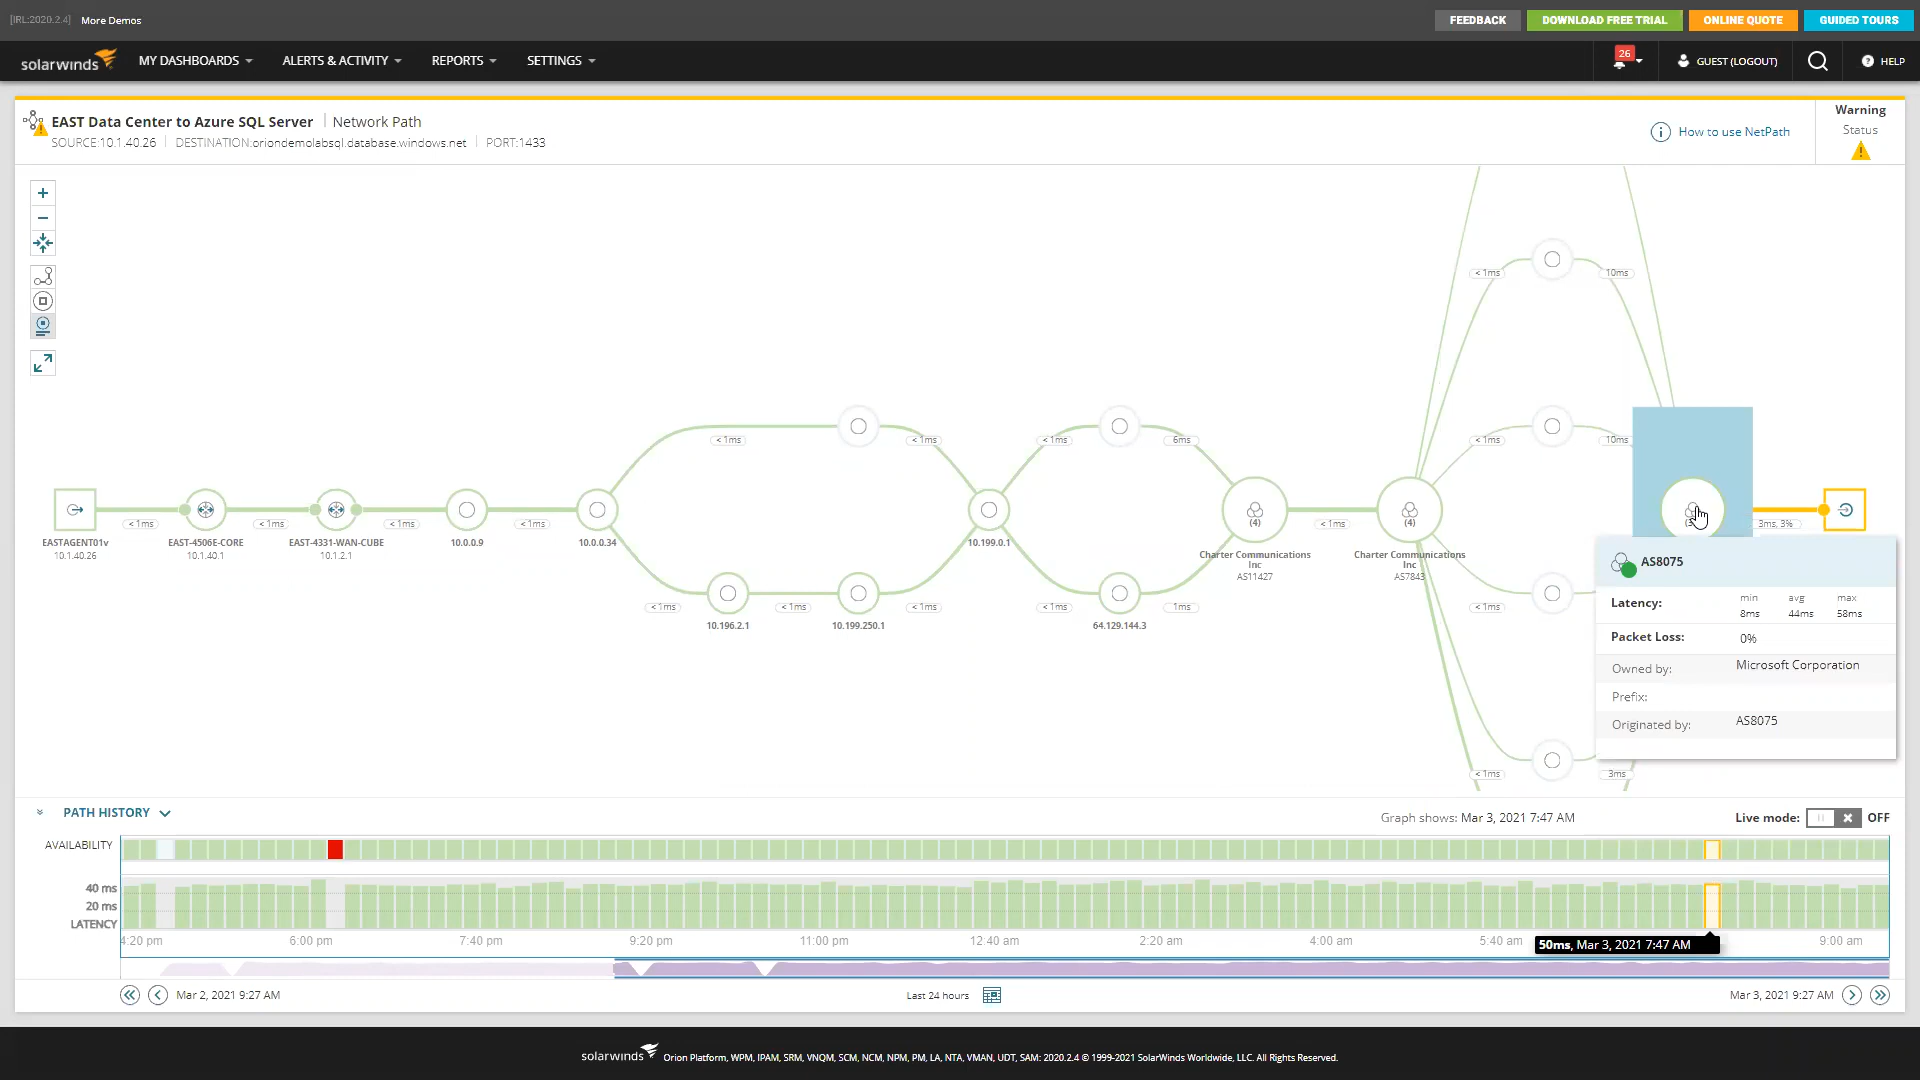 [IRL:2020.2.4] More Demos
FEEDBACK DOWNLOAD FREE TRIAL ONLINE QUOTE GUIDED TOURS
solarwinds MY DASHBOARDS ALERTS & ACTIVITY REPORTS SETTINGS 26 GUEST (LOGOUT) HELP
EAST Data Center to Azure SQL Server Network Path
SOURCE:10.1.40.26 DESTINATION:oriondemolabsql.database.windows.net PORT:1433
How to use NetPath
Warning
Status
< 1ms 10ms
< 1ms < 1ms < 1ms 6ms < 1ms 10ms
(4) (4)
< 1ms < 1ms < 1ms < 1ms < 1ms 3ms, 3%
EASTAGENT01v EAST-4506E-CORE EAST-4331-WAN-CUBE 10.0.0.9 10.0.0.34 10.199.0.1
10.1.40.26 10.1.40.1 10.1.2.1
Charter Communications Inc AS11427
Charter Communications Inc AS7843
< 1ms < 1ms < 1ms < 1ms 1ms < 1ms
10.196.2.1 10.199.250.1 64.129.144.3
< 1ms 3ms
AS8075
Latency: min avg max
8ms 44ms 58ms
Packet Loss: 0%
Owned by: Microsoft Corporation
Prefix:
Originated by: AS8075
PATH HISTORY Graph shows: Mar 3, 2021 7:47 AM Live mode: OFF
AVAILABILITY
40 ms
20 ms
LATENCY
4:20 pm 6:00 pm 7:40 pm 9:20 pm 11:00 pm 12:40 am 2:20 am 4:00 am 5:40 am 9:00 am
50ms, Mar 3, 2021 7:47 AM
Mar 2, 2021 9:27 AM Last 24 hours Mar 3, 2021 9:27 AM
solarwinds Orion Platform, WPM, IPAM, SRM, VNQM, SCM, NCM, NPM, PM, LA, NTA, VMAN, UDT, SAM: 2020.2.4 © 1999-2021 SolarWinds Worldwide, LLC. All Rights Reserved.